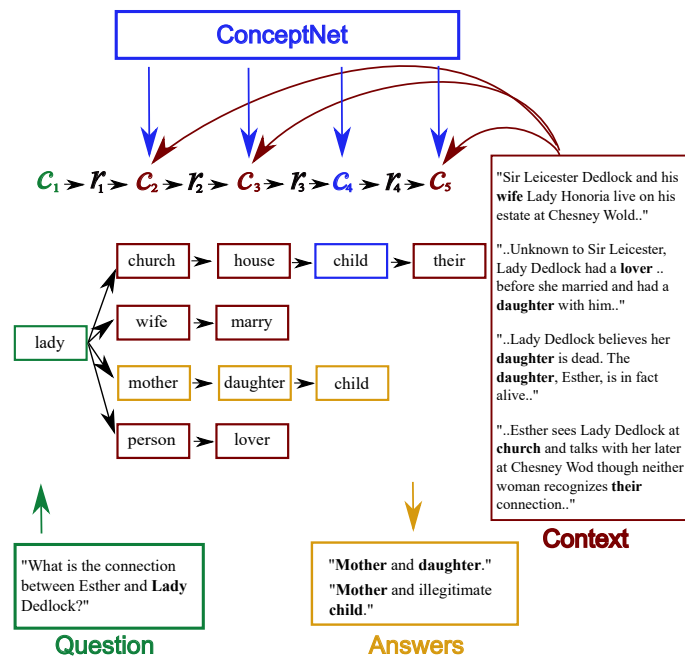 ConceptNet
c1 r1 c2 r2 c3 r3 c4 r4 c5
"Sir Leicester Dedlock and his
wife Lady Honoria live on his
estate at Chesney Wold.."
"..Unknown to Sir Leicester,
Lady Dedlock had a lover ..
before she married and had a
daughter with him.."
"..Lady Dedlock believes her
daughter is dead. The
daughter, Esther, is in fact
alive.."
"..Esther sees Lady Dedlock at
church and talks with her later
at Chesney Wod though neither
woman recognizes their
connection.."
Context
church house child their
wife marry
lady
mother daughter child
person lover
"What is the connection
between Esther and Lady
Dedlock?"
Question
"Mother and daughter."
"Mother and illegitimate
child."
Answers